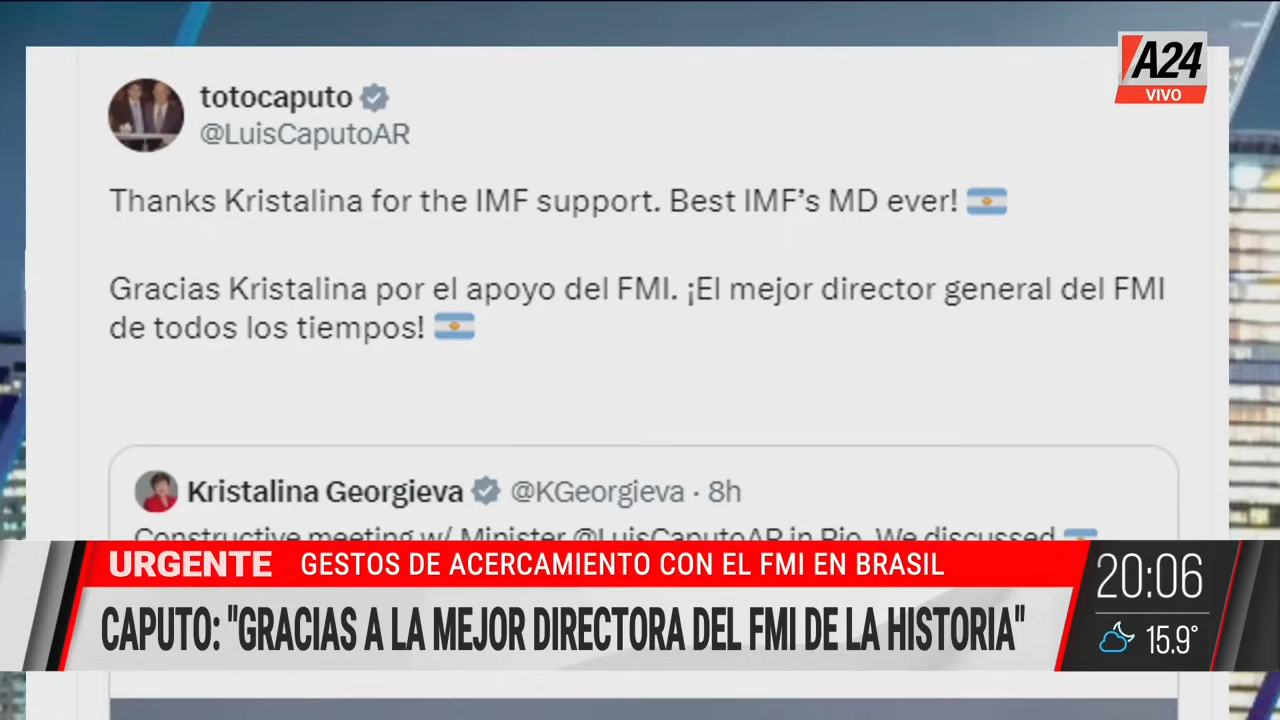 A24
VIVO
totocaputo
@LuisCaputoAR
Thanks Kristalina for the IMF support. Best IMF’s MD ever!
Gracias Kristalina por el apoyo del FMI. ¡El mejor director general del FMI
de todos los tiempos!
Kristalina Georgieva @KGeorgieva · 8h
Constructive meeting w/ Minister @LuisCaputoAR in Rio. We discussed
URGENTE GESTOS DE ACERCAMIENTO CON EL FMI EN BRASIL
CAPUTO: "GRACIAS A LA MEJOR DIRECTORA DEL FMI DE LA HISTORIA"
20:06
15.9°